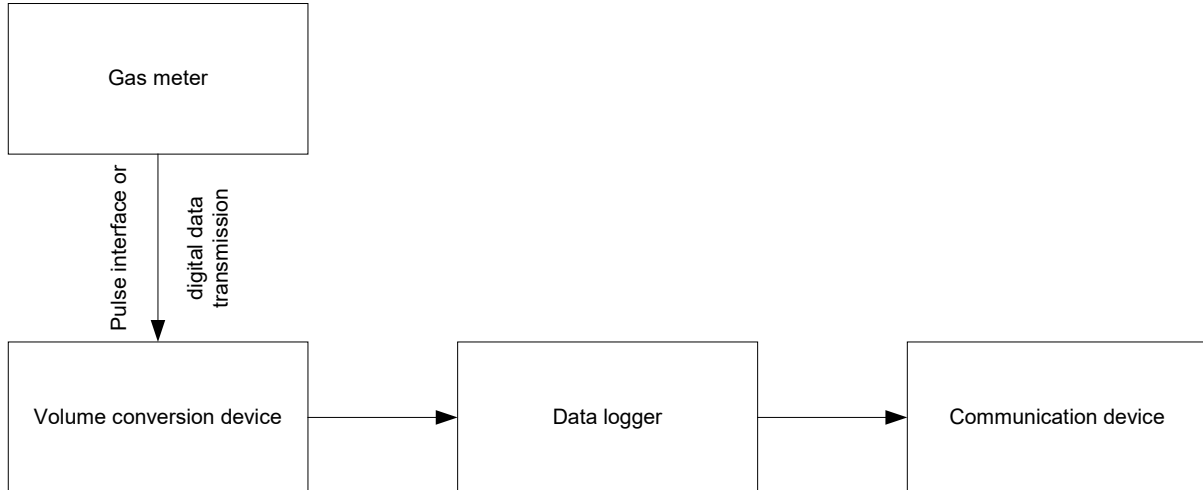 Gas meter
Pulse interface or
digital data
transmission
Volume conversion device
Data logger
Communication device